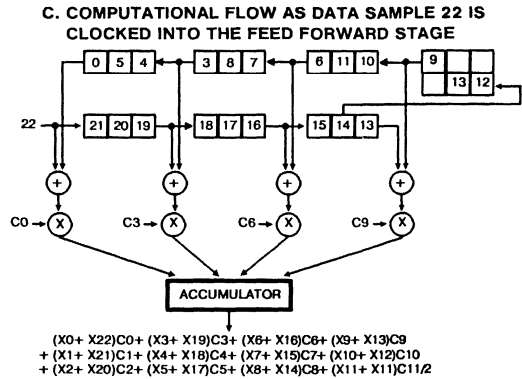 C. COMPUTATIONAL FLOW AS DATA SAMPLE 22 IS
CLOCKED INTO THE FEED FORWARD STAGE
0 5 4 3 8 7 6 11 10 9
13 12
22 21 20 19 18 17 16 15 14 13
+ + + +
C0 X C3 X C6 X C9 X
ACCUMULATOR
(X0+ X22)C0+ (X3+ X19)C3+ (X6+ X16)C6+ (X9+ X13)C9
+ (X1+ X21)C1+ (X4+ X18)C4+ (X7+ X15)C7+ (X10+ X12)C10
+ (X2+ X20)C2+ (X5+ X17)C5+ (X8+ X14)C8+ (X11+ X11)C11/2